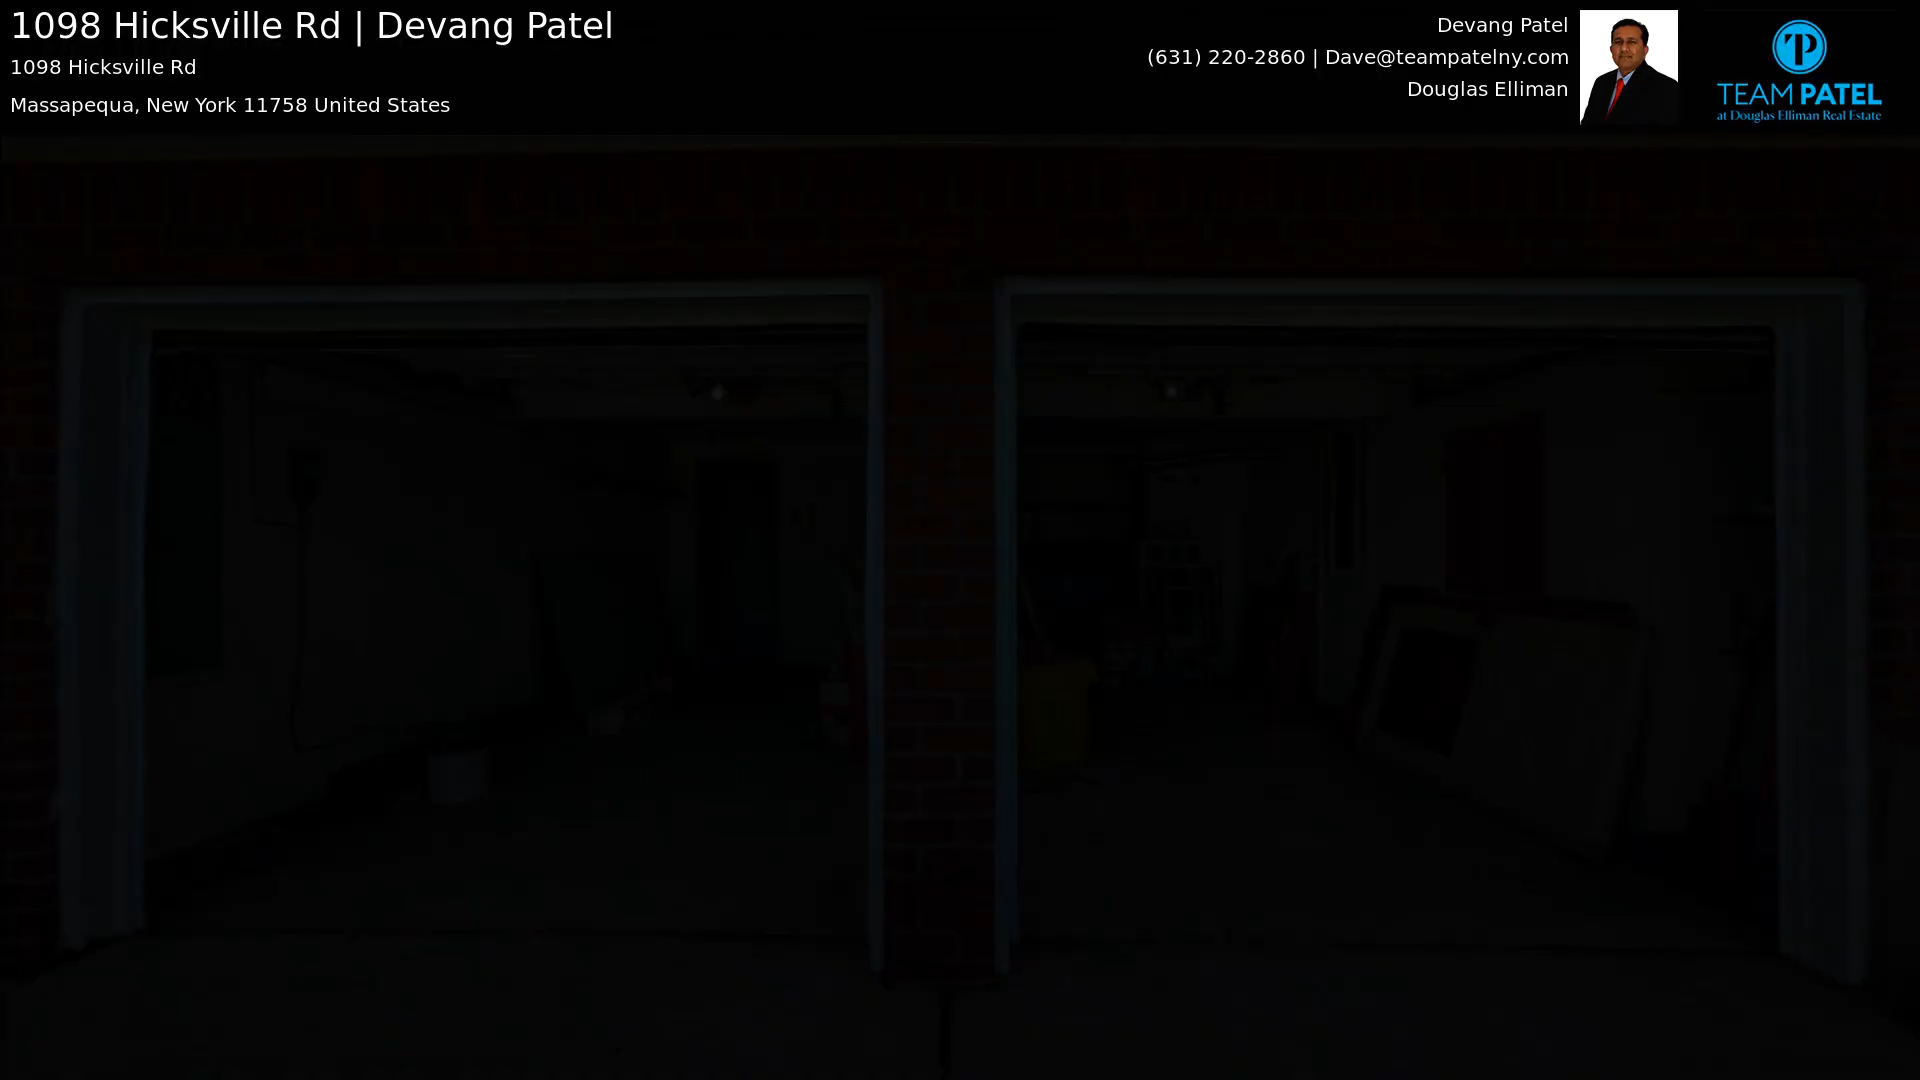 1098 Hicksville Rd | Devang Patel
1098 Hicksville Rd
Massapequa, New York 11758 United States
Devang Patel
(631) 220-2860 | Dave@teampatelny.com
Douglas Elliman
TP
TEAM PATEL
at Douglas Elliman Real Estate